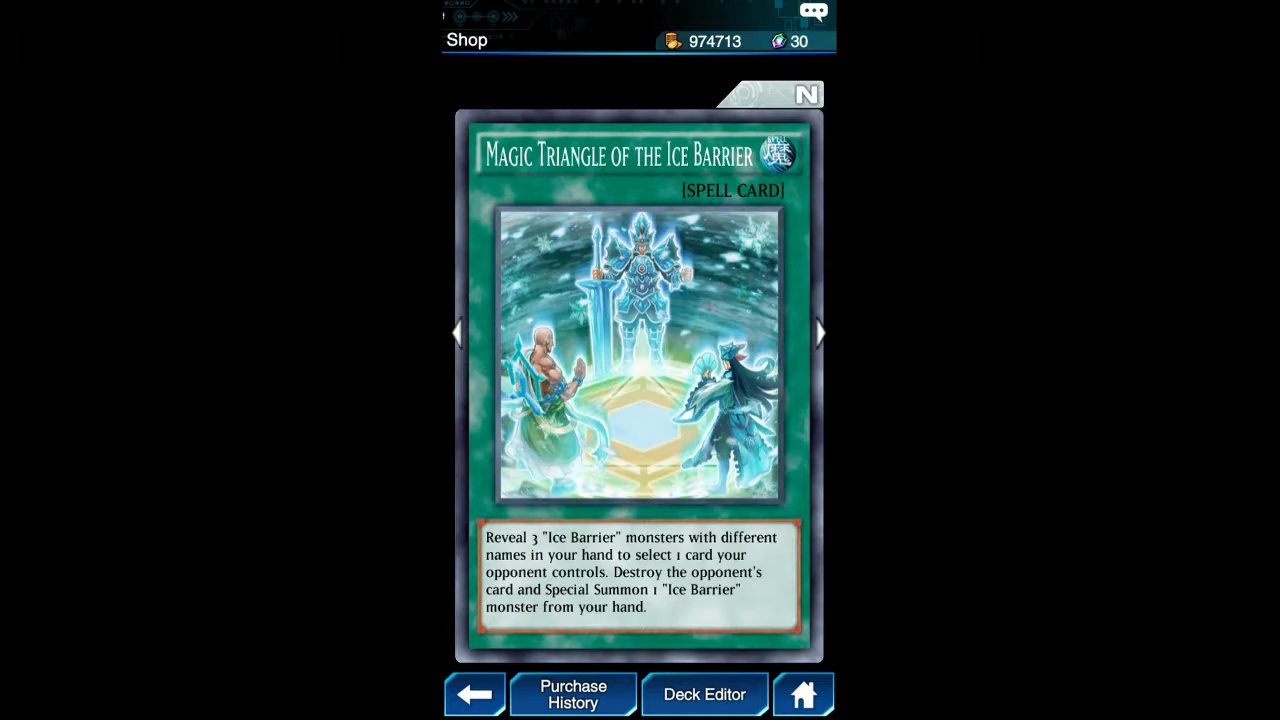 Shop
974713
30
N
MAGIC TRIANGLE OF THE ICE BARRIER
SPELL
魔
[SPELL CARD]
Reveal 3 "Ice Barrier" monsters with different
names in your hand to select 1 card your
opponent controls. Destroy the opponent's
card and Special Summon 1 "Ice Barrier"
monster from your hand.
Purchase
History
Deck Editor